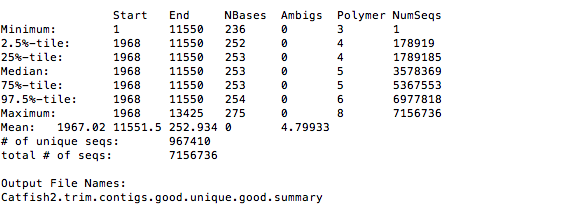 Start End NBases Ambigs Polymer NumSeqs
Minimum: 1 11550 236 0 3 1
2.5%-tile: 1968 11550 252 0 4 178919
25%-tile: 1968 11550 253 0 4 1789185
Median: 1968 11550 253 0 5 3578369
75%-tile: 1968 11550 253 0 5 5367553
97.5%-tile: 1968 11550 254 0 6 6977818
Maximum: 1968 13425 275 0 8 7156736
Mean: 1967.02 11551.5 252.934 0 4.79933
# of unique seqs: 967410
total # of seqs: 7156736
Output File Names:
Catfish2.trim.contigs.good.unique.good.summary